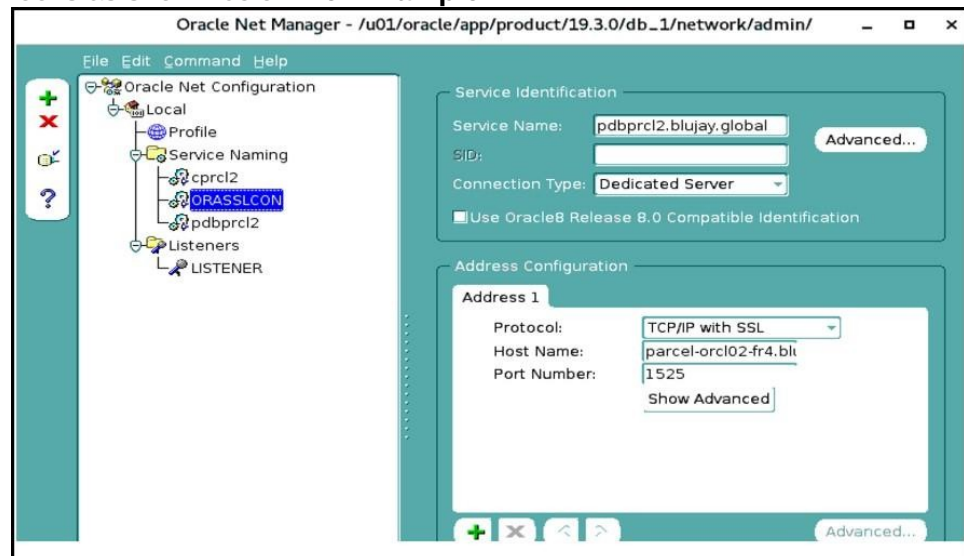 Oracle Net Manager - /u01/oracle/app/product/19.3.0/db_1/network/admin/
File Edit Command Help
Oracle Net Configuration
Local
Profile
Service Naming
cprcl2
ORASSLCON
pdbprcl2
Listeners
LISTENER
Service Identification
Service Name: pdbprcl2.blujay.global
Advanced...
SID:
Connection Type: Dedicated Server
Use Oracle8 Release 8.0 Compatible Identification
Address Configuration
Address 1
Protocol: TCP/IP with SSL
Host Name: parcel-orcl02-fr4.blu
Port Number: 1525
Show Advanced
Advanced...